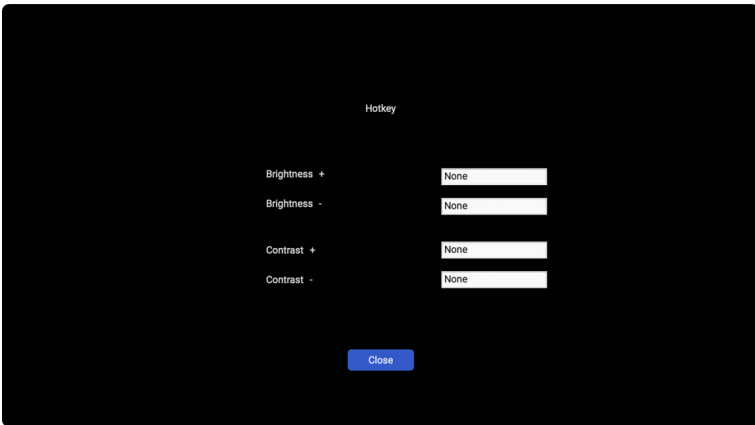 Hotkey
Brightness + None
Brightness - None
Contrast + None
Contrast - None
Close